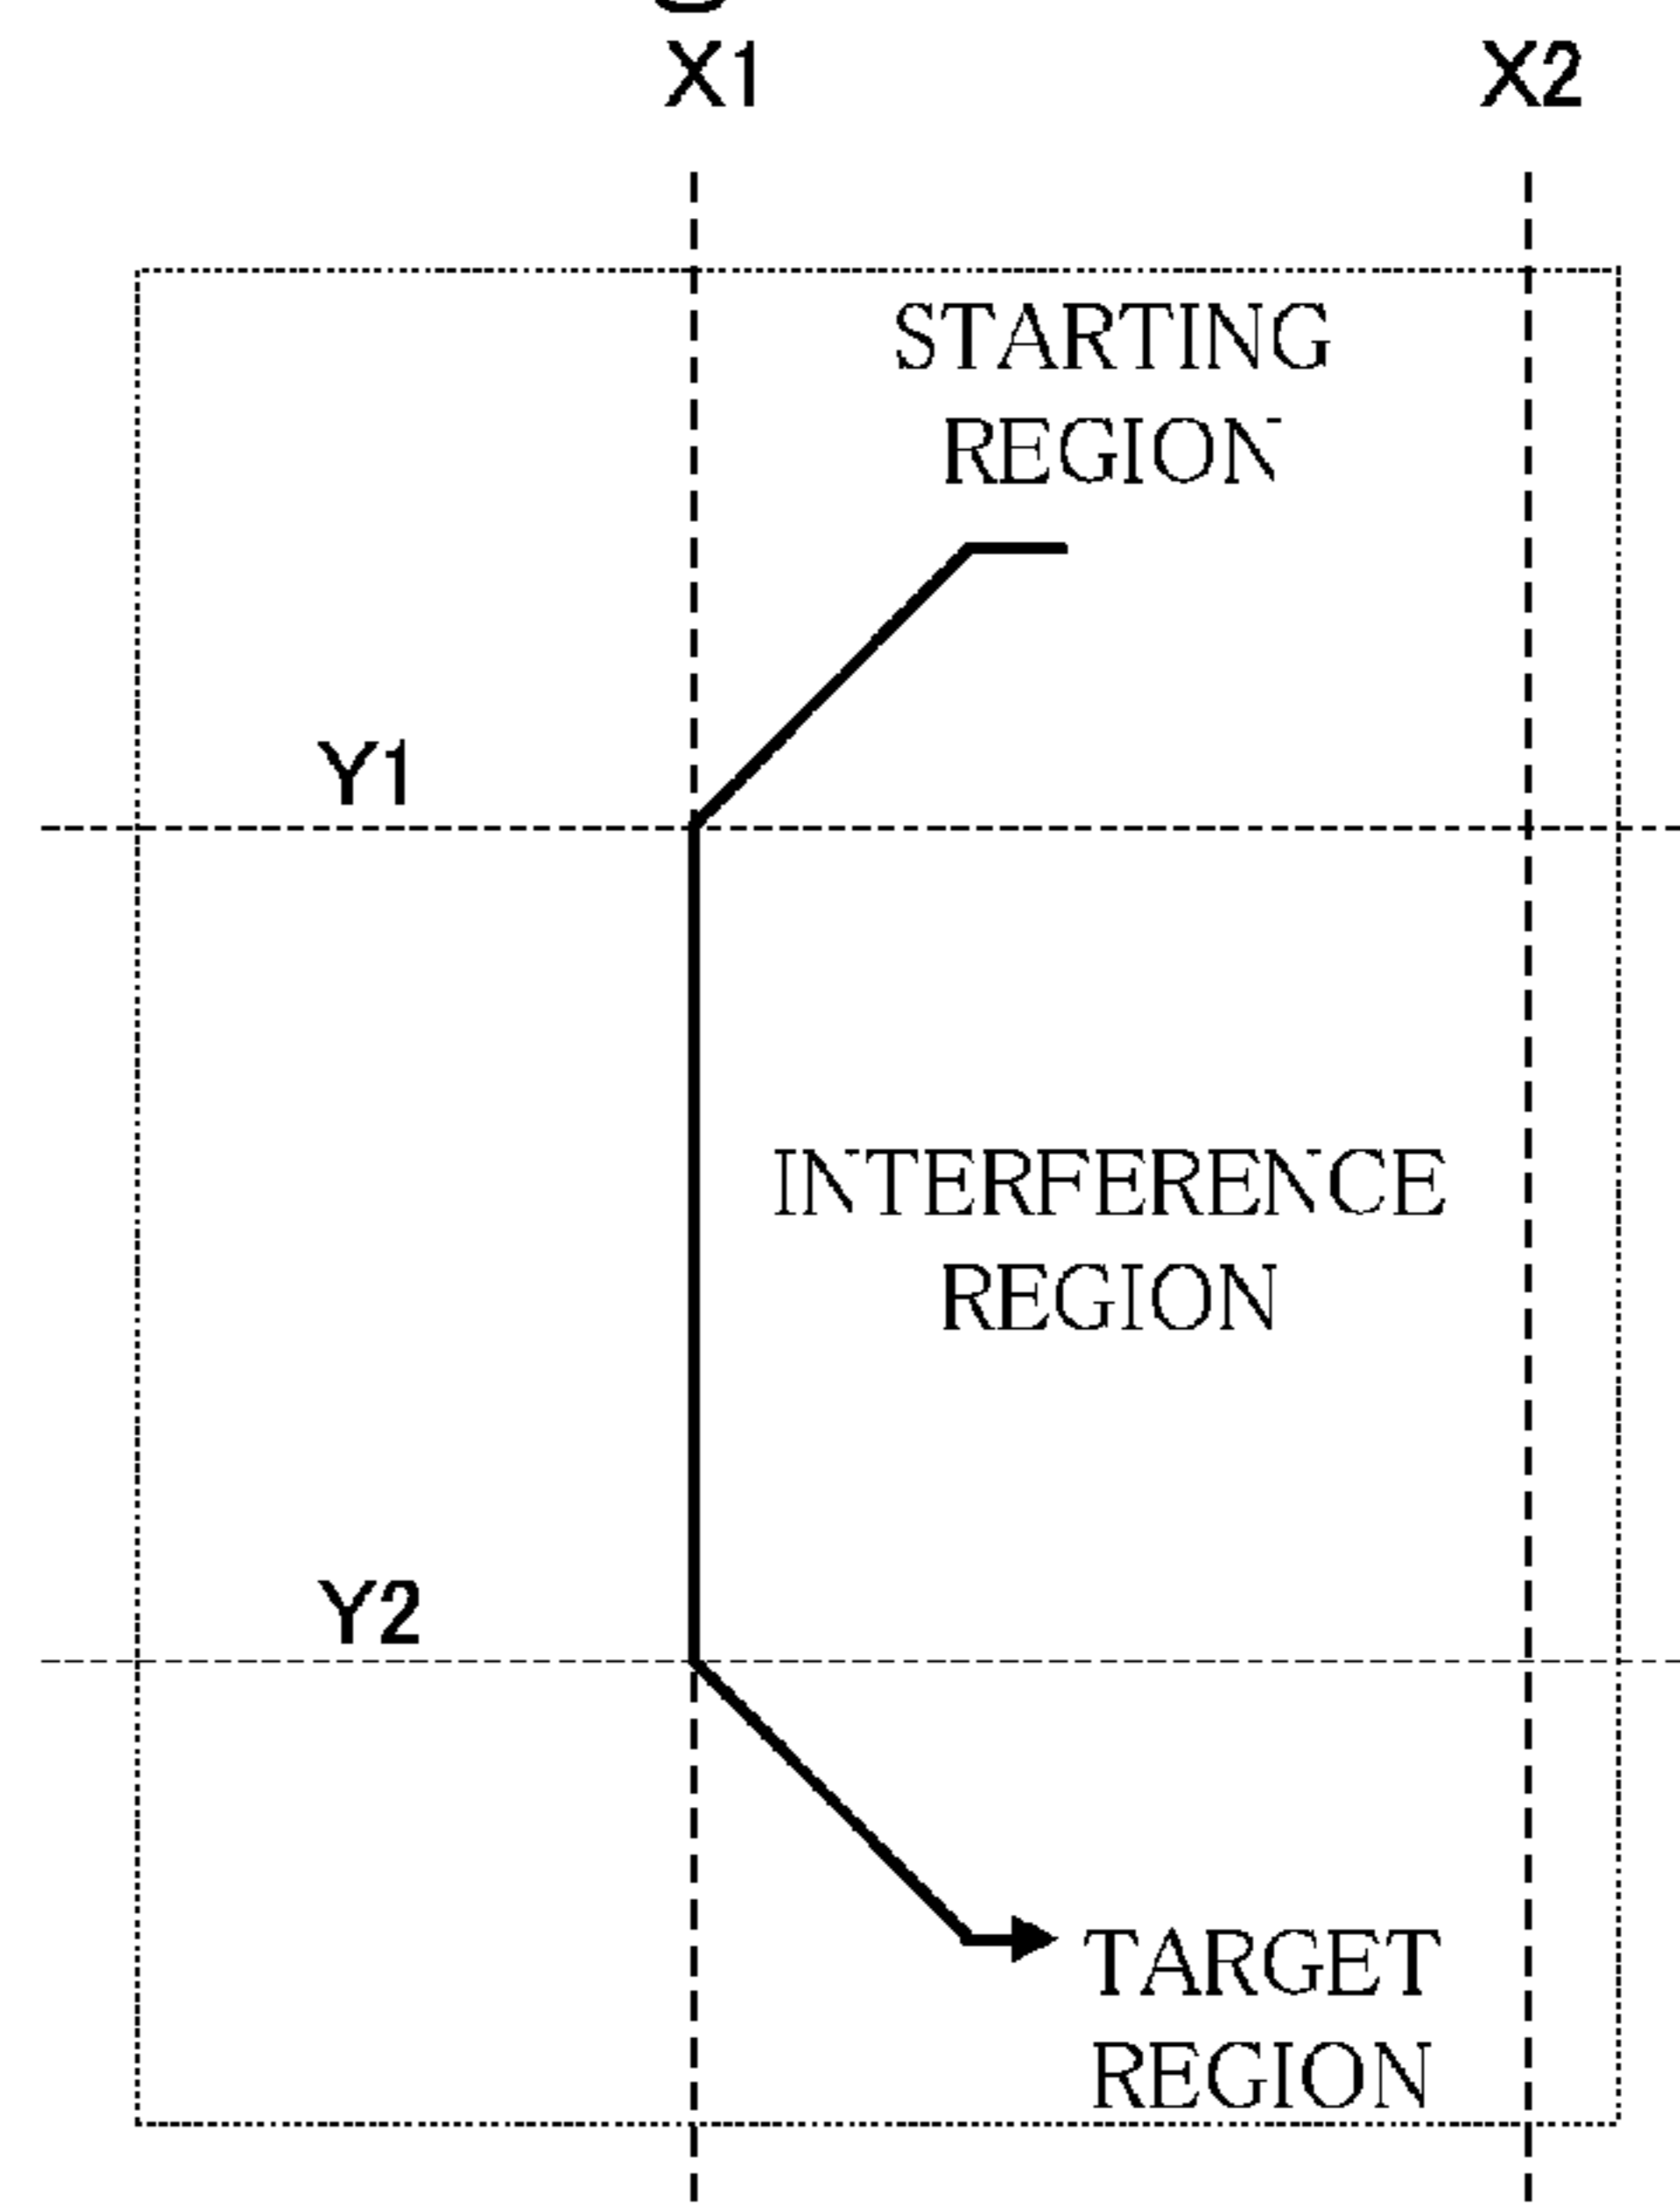 X1 X2
STARTING
REGION
Y1
INTERFERENCE
REGION
Y2
TARGET
REGION